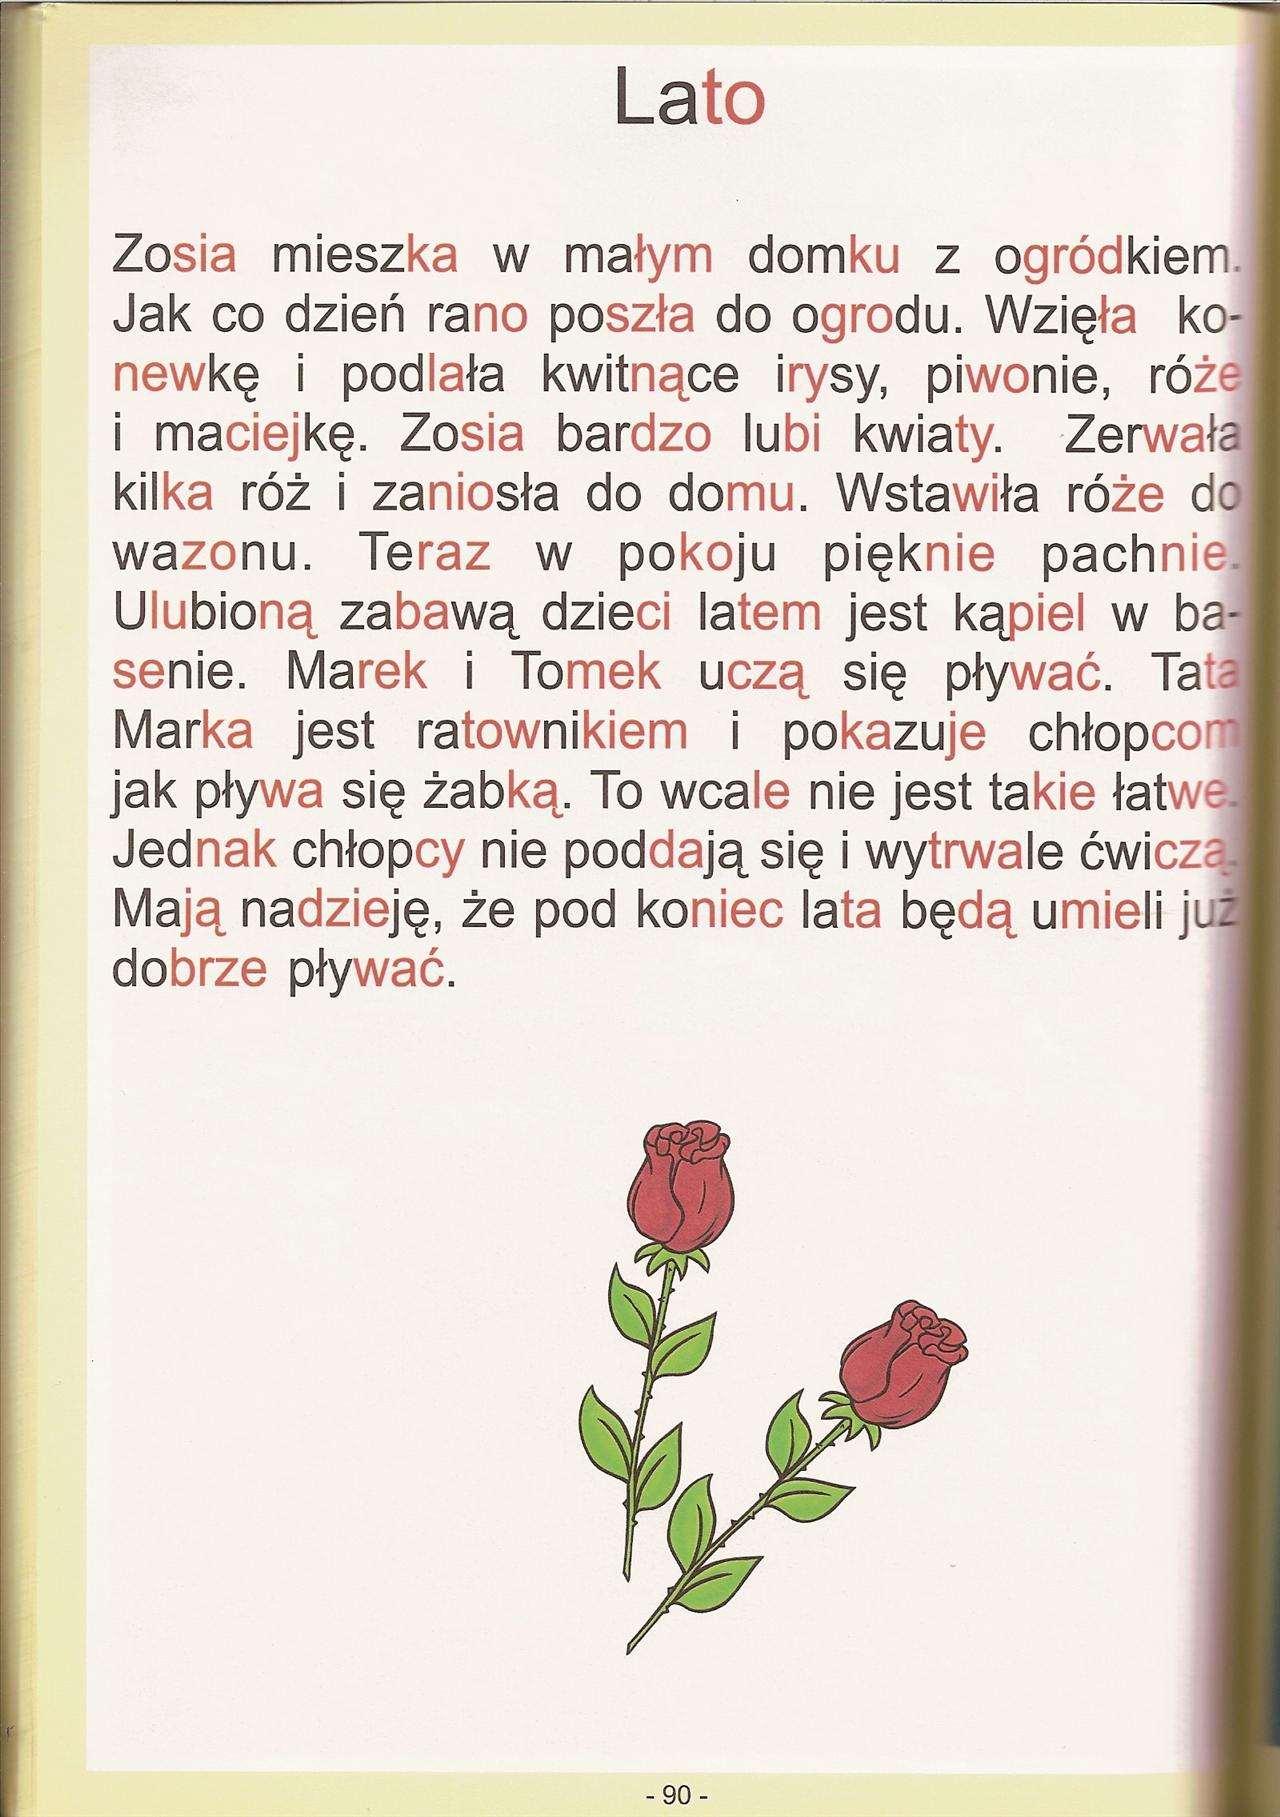 Lato
Zosia mieszka w małym domku z ogródkiem.
Jak co dzień rano poszła do ogrodu. Wzięła ko-
newkę i podlała kwitnące irysy, piwonie, róże
i maciejkę. Zosia bardzo lubi kwiaty. Zerwała
kilka róż i zaniosła do domu. Wstawiła róże do
wazonu. Teraz w pokoju pięknie pachnie.
Ulubioną zabawą dzieci latem jest kąpiel w ba-
senie. Marek i Tomek uczą się pływać. Tata
Marka jest ratownikiem i pokazuje chłopcom
jak pływa się żabką. To wcale nie jest takie łatwe.
Jednak chłopcy nie poddają się i wytrwale ćwiczą.
Mają nadzieję, że pod koniec lata będą umieli już
dobrze pływać.
- 90 -